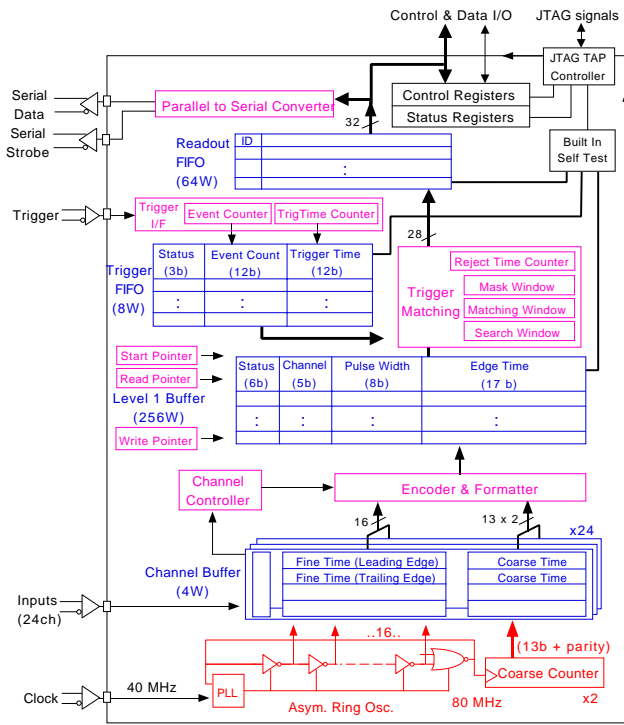 Control & Data I/O
JTAG signals
JTAG TAP
Controller
Serial
Data
Parallel to Serial Converter
Control Registers
Status Registers
32
Serial
Strobe
Readout
FIFO
(64W)
ID
:
Built In
Self Test
Trigger
Trigger
I/F
Event Counter
TrigTime Counter
28
Trigger
FIFO
(8W)
Status
(3b)
Event Count
(12b)
Trigger Time
(12b)
: : :
Reject Time Counter
Trigger
Matching
Mask Window
Matching Window
Search Window
Start Pointer
Read Pointer
Level 1 Buffer
(256W)
Write Pointer
Status
(6b)
Channel
(5b)
Pulse Width
(8b)
Edge Time
(17 b)
: : : :
Channel
Controller
Encoder & Formatter
16
13 x 2
x24
Channel Buffer
(4W)
Fine Time (Leading Edge)
Coarse Time
Fine Time (Trailing Edge)
Coarse Time
Inputs
(24ch)
..16..
(13b + parity)
Clock
40 MHz
PLL
Asym. Ring Osc.
80 MHz
Coarse Counter
x2